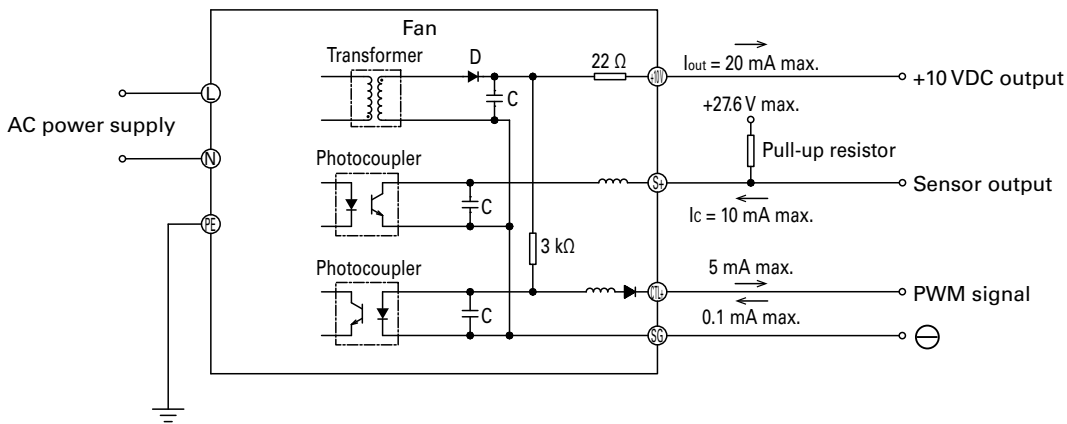 Fan
Transformer
D
22 Ω
+10V
Iout = 20 mA max.
+10 VDC output
C
+27.6 V max.
L
AC power supply
Pull-up resistor
N
Photocoupler
S+
Sensor output
C
Ic = 10 mA max.
PE
3 kΩ
Photocoupler
5 mA max.
CTL+
PWM signal
C
0.1 mA max.
SG
⊖